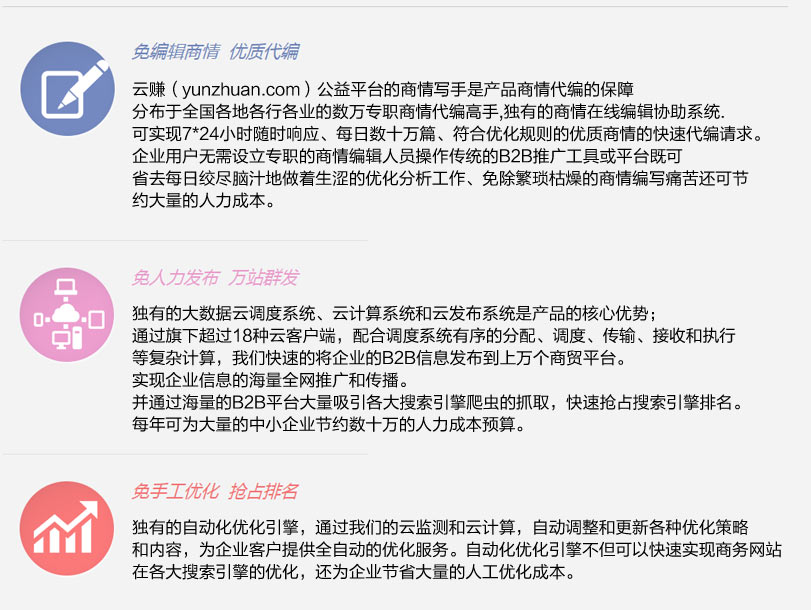 免编辑商情 优质代编
云赚（yunzhuan.com）公益平台的商情写手是产品商情代编的保障
分布于全国各地各行各业的数万专职商情代编高手,独有的商情在线编辑协助系统.
可实现7*24小时随时响应、每日数十万篇、符合优化规则的优质商情的快速代编请求。
企业用户无需设立专职的商情编辑人员操作传统的B2B推广工具或平台既可
省去每日绞尽脑汁地做着生涩的优化分析工作、免除繁琐枯燥的商情编写痛苦还可节
约大量的人力成本。
免人力发布 万站群发
独有的大数据云调度系统、云计算系统和云发布系统是产品的核心优势；
通过旗下超过18种云客户端，配合调度系统有序的分配、调度、传输、接收和执行
等复杂计算，我们快速的将企业的B2B信息发布到上万个商贸平台。
实现企业信息的海量全网推广和传播。
并通过海量的B2B平台大量吸引各大搜索引擎爬虫的抓取，快速抢占搜索引擎排名。
每年可为大量的中小企业节约数十万的人力成本预算。
免手工优化 抢占排名
独有的自动化优化引擎，通过我们的云监测和云计算，自动调整和更新各种优化策略
和内容，为企业客户提供全自动的优化服务。自动化优化引擎不但可以快速实现商务网站
在各大搜索引擎的优化，还为企业节省大量的人工优化成本。